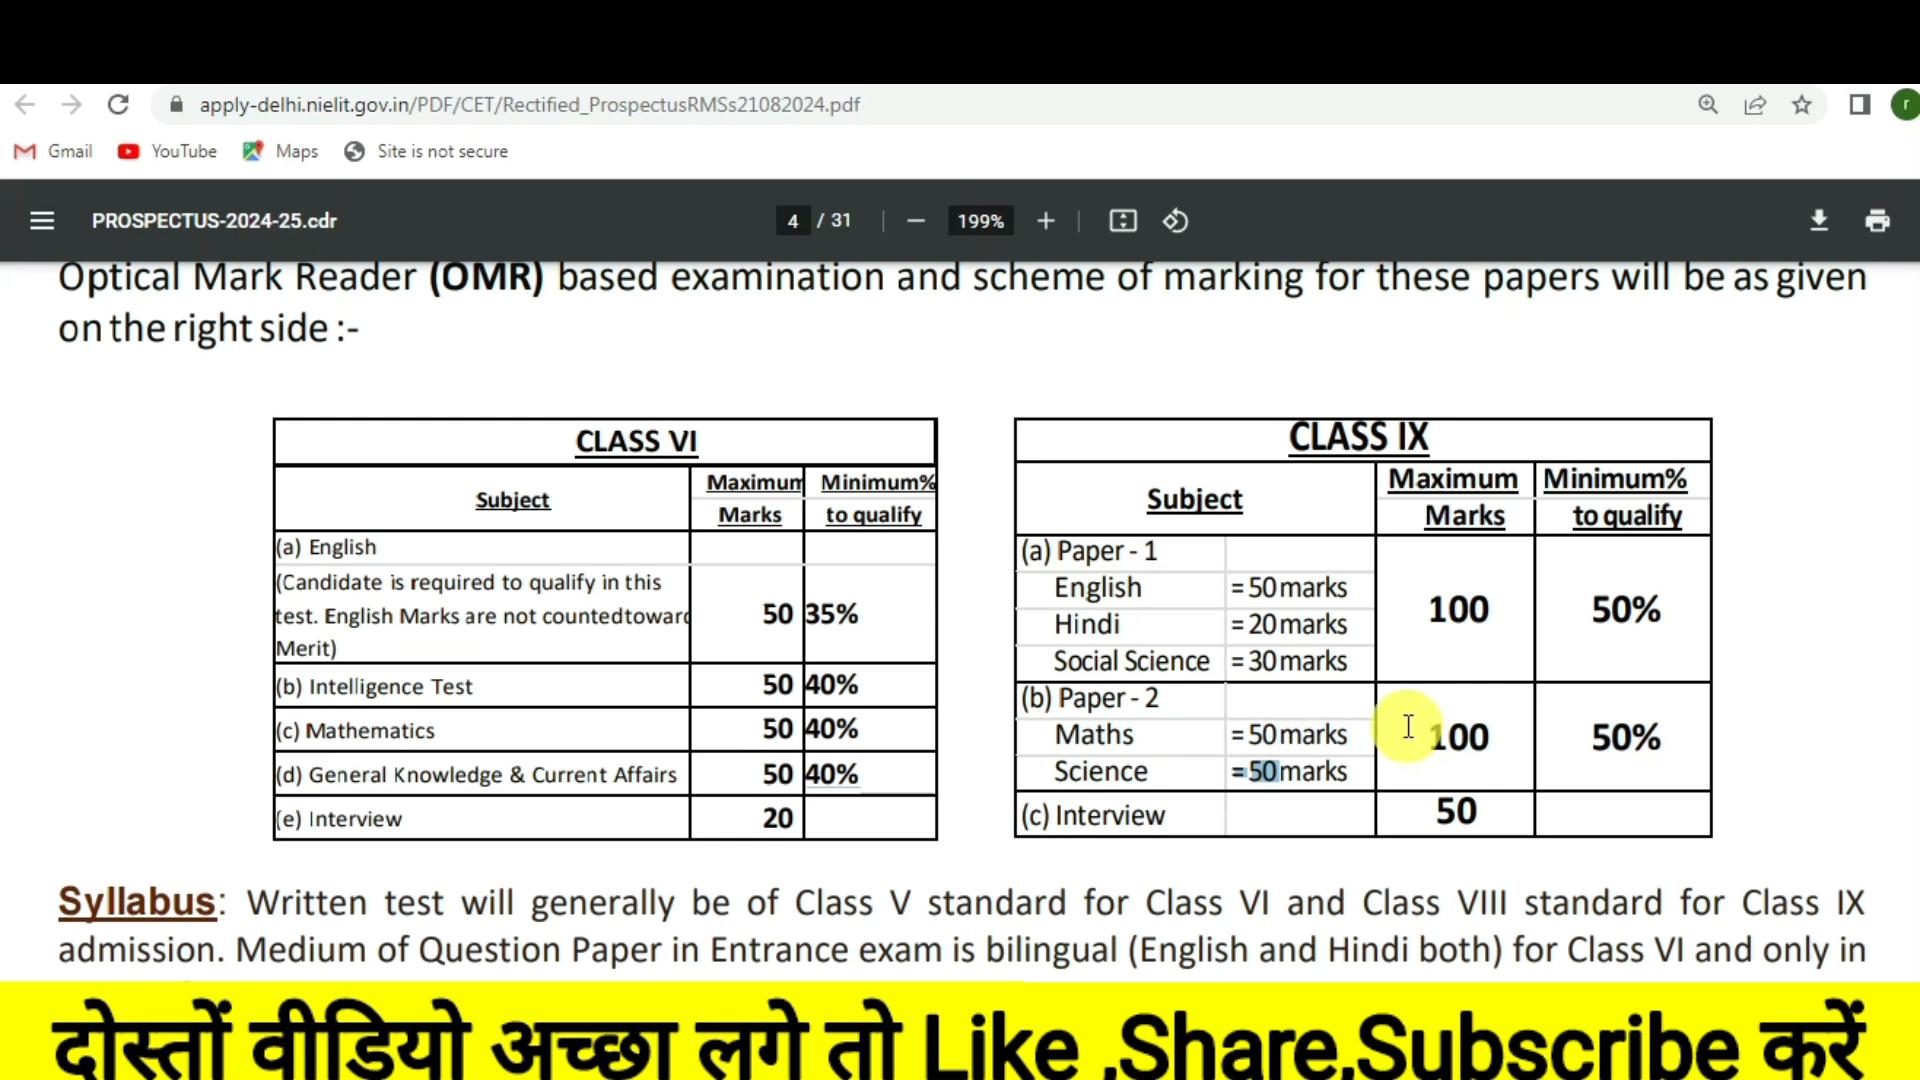 apply-delhi.nielit.gov.in/PDF/CET/Rectified_ProspectusRMSs21082024.pdf
r
Gmail YouTube Maps Site is not secure
PROSPECTUS-2024-25.cdr 4 / 31 199%
Optical Mark Reader (OMR) based examination and scheme of marking for these papers will be as given
on the right side :-
CLASS VI
Subject Maximum Marks Minimum% to qualify
(a) English
(Candidate is required to qualify in this
test. English Marks are not countedtoward
Merit) 50 35%
(b) Intelligence Test 50 40%
(c) Mathematics 50 40%
(d) General Knowledge & Current Affairs 50 40%
(e) Interview 20
CLASS IX
Subject Maximum Marks Minimum% to qualify
(a) Paper - 1
English = 50 marks
Hindi = 20 marks 100 50%
Social Science = 30 marks
(b) Paper - 2
Maths = 50 marks 100 50%
Science = 50 marks
(c) Interview 50
Syllabus: Written test will generally be of Class V standard for Class VI and Class VIII standard for Class IX
admission. Medium of Question Paper in Entrance exam is bilingual (English and Hindi both) for Class VI and only in
दोस्तों वीडियो अच्छा लगे तो Like ,Share,Subscribe करें